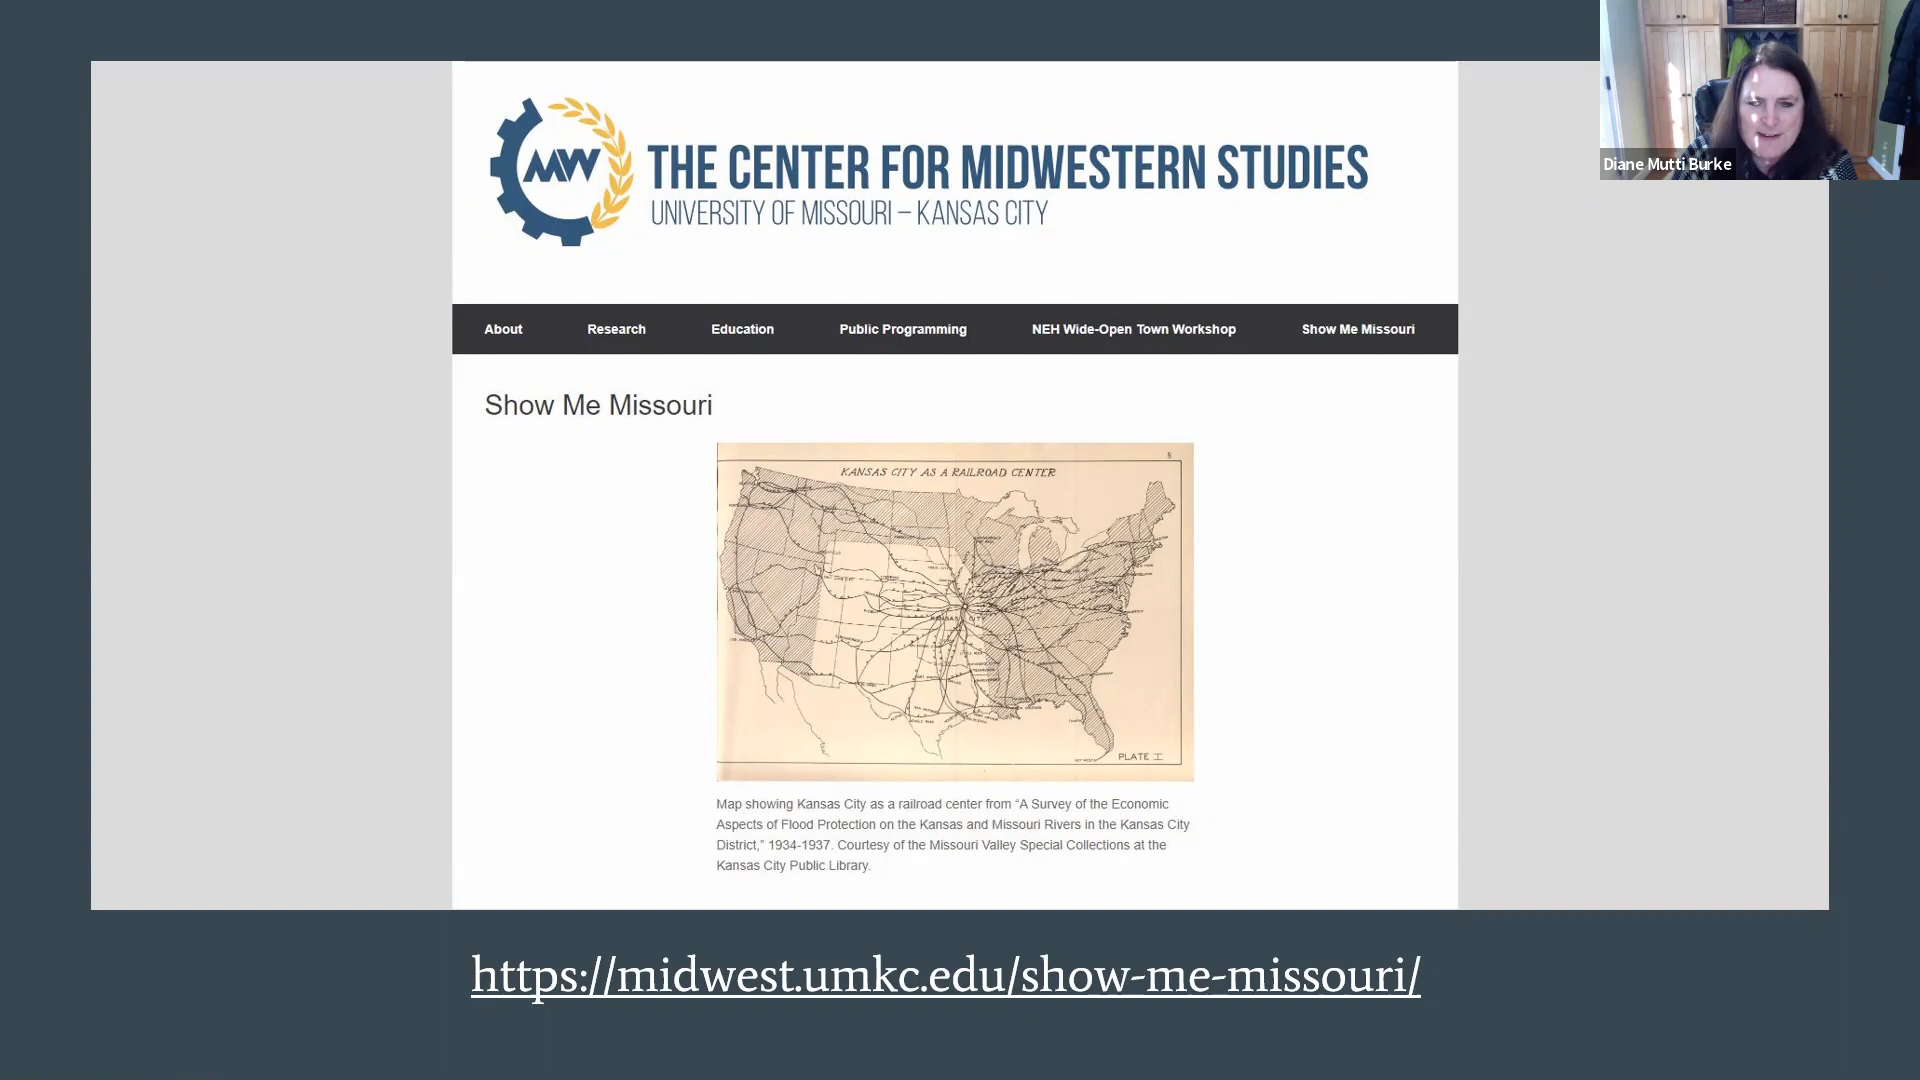 Diane Mutti Burke
MW
THE CENTER FOR MIDWESTERN STUDIES
UNIVERSITY OF MISSOURI – KANSAS CITY
About Research Education Public Programming NEH Wide-Open Town Workshop Show Me Missouri
Show Me Missouri
KANSAS CITY AS A RAILROAD CENTER
KANSAS CITY
PLATE I
Map showing Kansas City as a railroad center from “A Survey of the Economic
Aspects of Flood Protection on the Kansas and Missouri Rivers in the Kansas City
District,” 1934-1937. Courtesy of the Missouri Valley Special Collections at the
Kansas City Public Library.
https://midwest.umkc.edu/show-me-missouri/